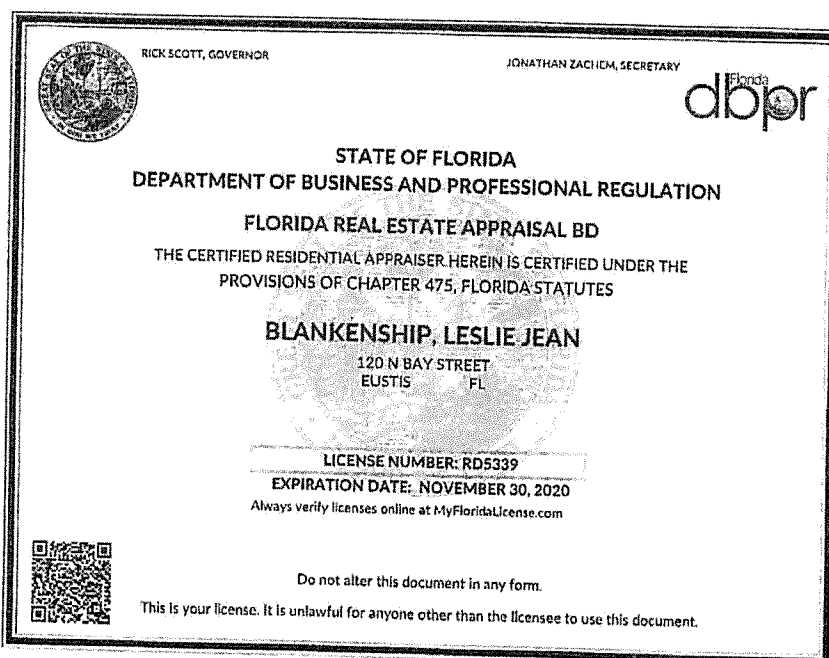 RICK SCOTT, GOVERNOR
JONATHAN ZACHEM, SECRETARY
Florida
dbpr
STATE OF FLORIDA
DEPARTMENT OF BUSINESS AND PROFESSIONAL REGULATION
FLORIDA REAL ESTATE APPRAISAL BD
THE CERTIFIED RESIDENTIAL APPRAISER HEREIN IS CERTIFIED UNDER THE
PROVISIONS OF CHAPTER 475, FLORIDA STATUTES
BLANKENSHIP, LESLIE JEAN
120 N BAY STREET
EUSTIS FL
LICENSE NUMBER: RD5339
EXPIRATION DATE: NOVEMBER 30, 2020
Always verify licenses online at MyFloridaLicense.com
Do not alter this document in any form.
This is your license. It is unlawful for anyone other than the licensee to use this document.